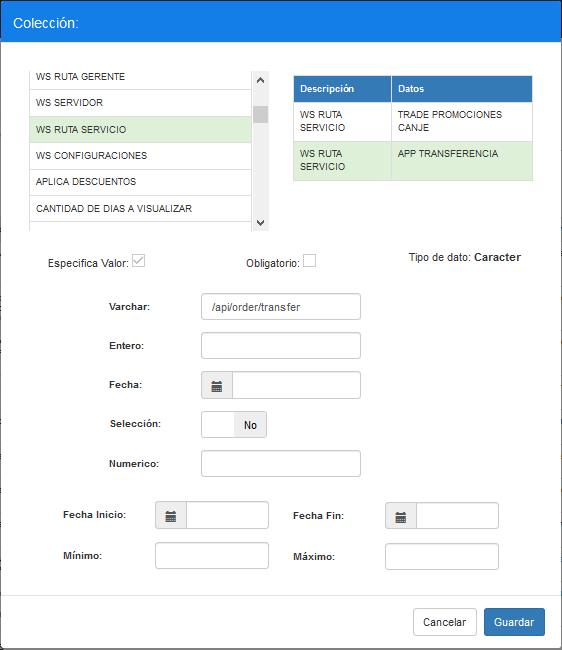 Colección:
WS RUTA GERENTE
WS SERVIDOR
WS RUTA SERVICIO
WS CONFIGURACIONES
APLICA DESCUENTOS
CANTIDAD DE DIAS A VISUALIZAR
Descripción Datos
WS RUTA SERVICIO TRADE PROMOCIONES CANJE
WS RUTA SERVICIO APP TRANSFERENCIA
Especifica Valor: Obligatorio: Tipo de dato: Caracter
Varchar: /api/order/transfer
Entero:
Fecha:
Selección: No
Numerico:
Fecha Inicio: Fecha Fin:
Mínimo: Máximo:
Cancelar Guardar